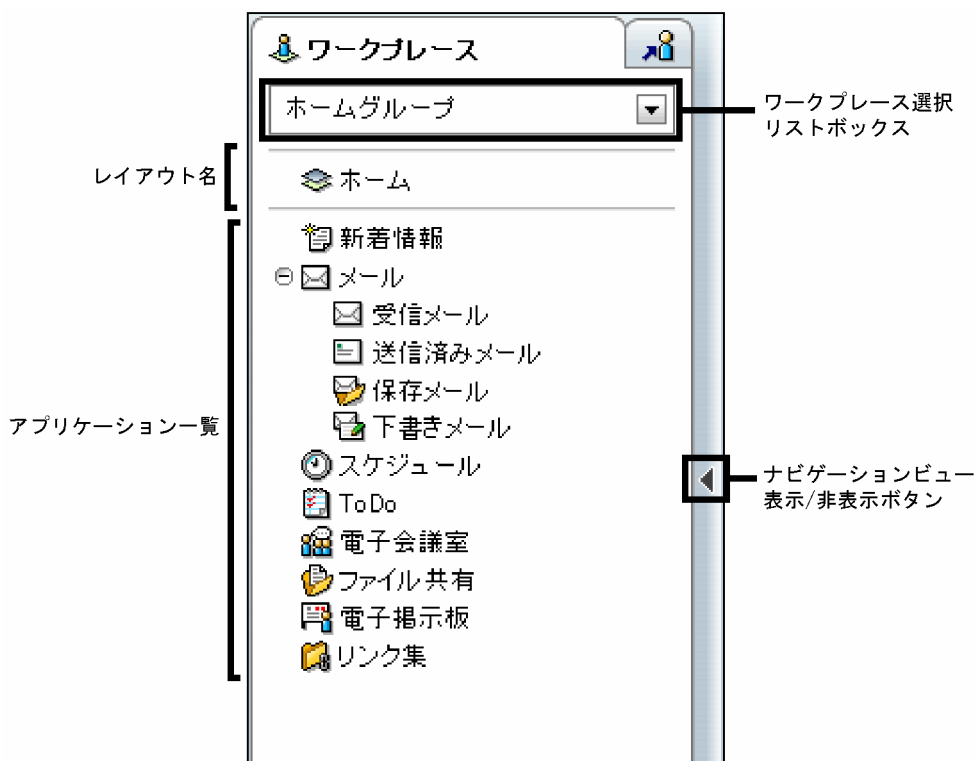 ワークプレース
ホームグループ
ワークプレース選択
リストボックス
レイアウト名
ホーム
新着情報
メール
受信メール
送信済みメール
保存メール
下書きメール
アプリケーション一覧
スケジュール
ナビゲーションビュー
表示/非表示ボタン
ToDo
電子会議室
ファイル共有
電子掲示板
リンク集